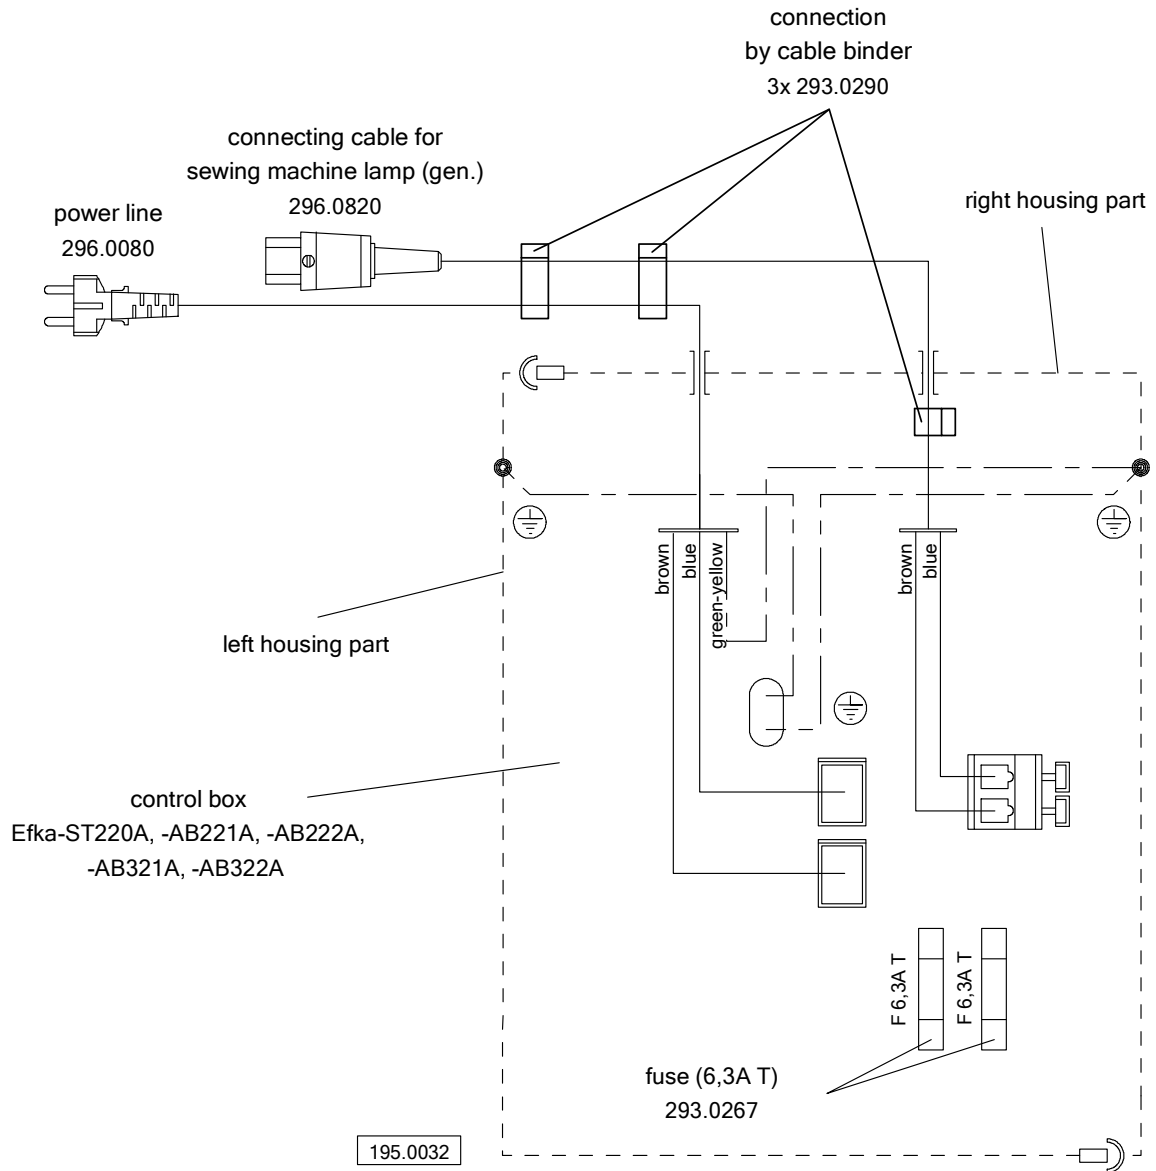 connection
by cable binder
3x 293.0290
connecting cable for
sewing machine lamp (gen.)
296.0820
power line
296.0080
right housing part
brown
blue
green-yellow
brown
blue
left housing part
control box
Efka-ST220A, -AB221A, -AB222A,
-AB321A, -AB322A
F 6,3A T
F 6,3A T
fuse (6,3A T)
293.0267
195.0032